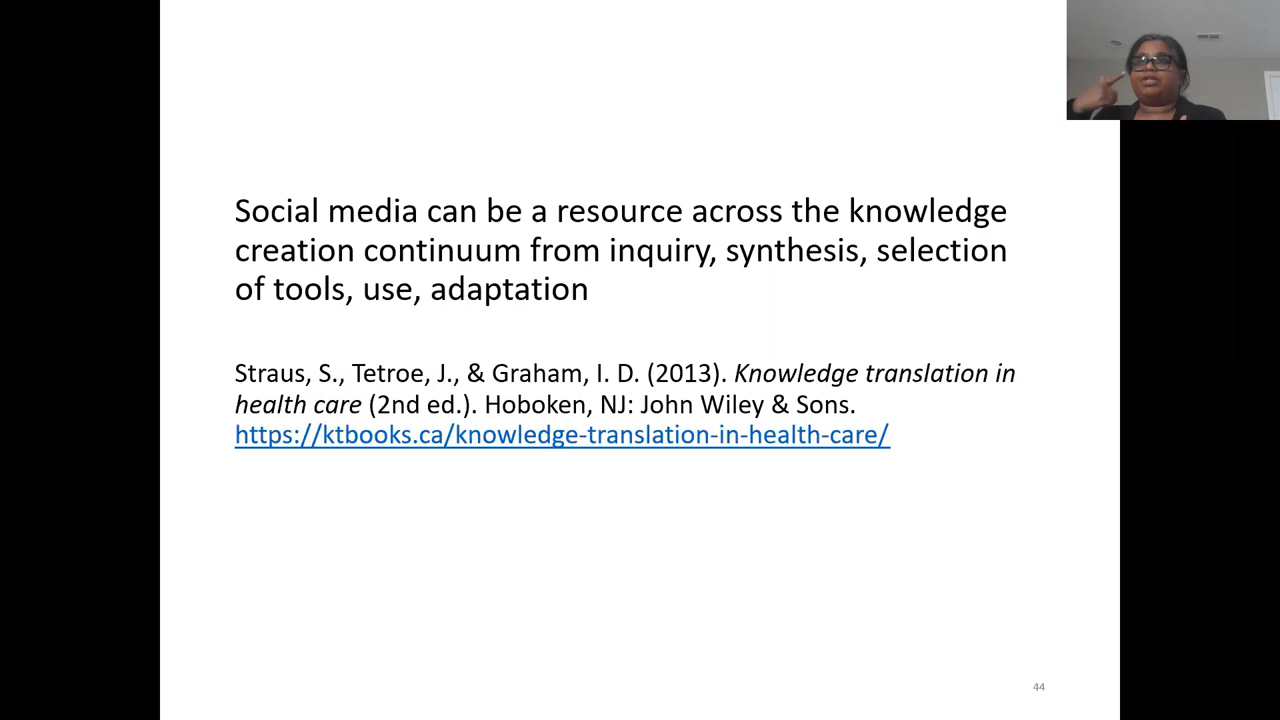 Social media can be a resource across the knowledge
creation continuum from inquiry, synthesis, selection
of tools, use, adaptation
Straus, S., Tetroe, J., & Graham, I. D. (2013). Knowledge translation in
health care (2nd ed.). Hoboken, NJ: John Wiley & Sons.
https://ktbooks.ca/knowledge-translation-in-health-care/
44